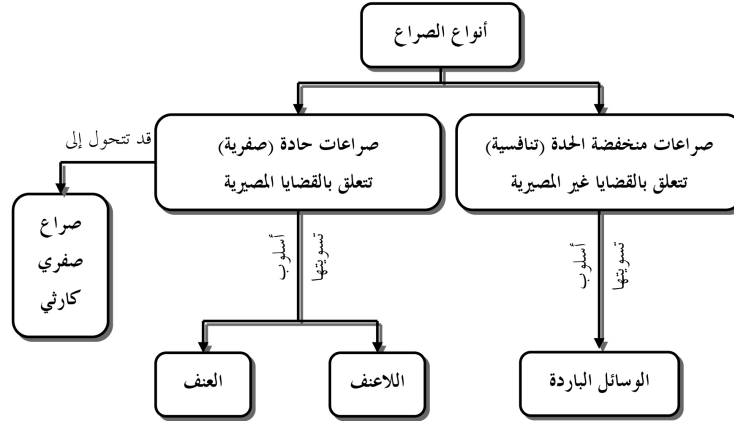 أنواع الصراع
صراعات منخفضة الحدة (تنافسية)
تتعلق بالقضايا غير المصيرية
صراعات حادة (صفرية)
تتعلق بالقضايا المصيرية
قد تتحول إلى
صراع
صفري
كارثي
أسلوب
تسويتها
أسلوب
تسويتها
الوسائل الباردة
اللاعنف
العنف